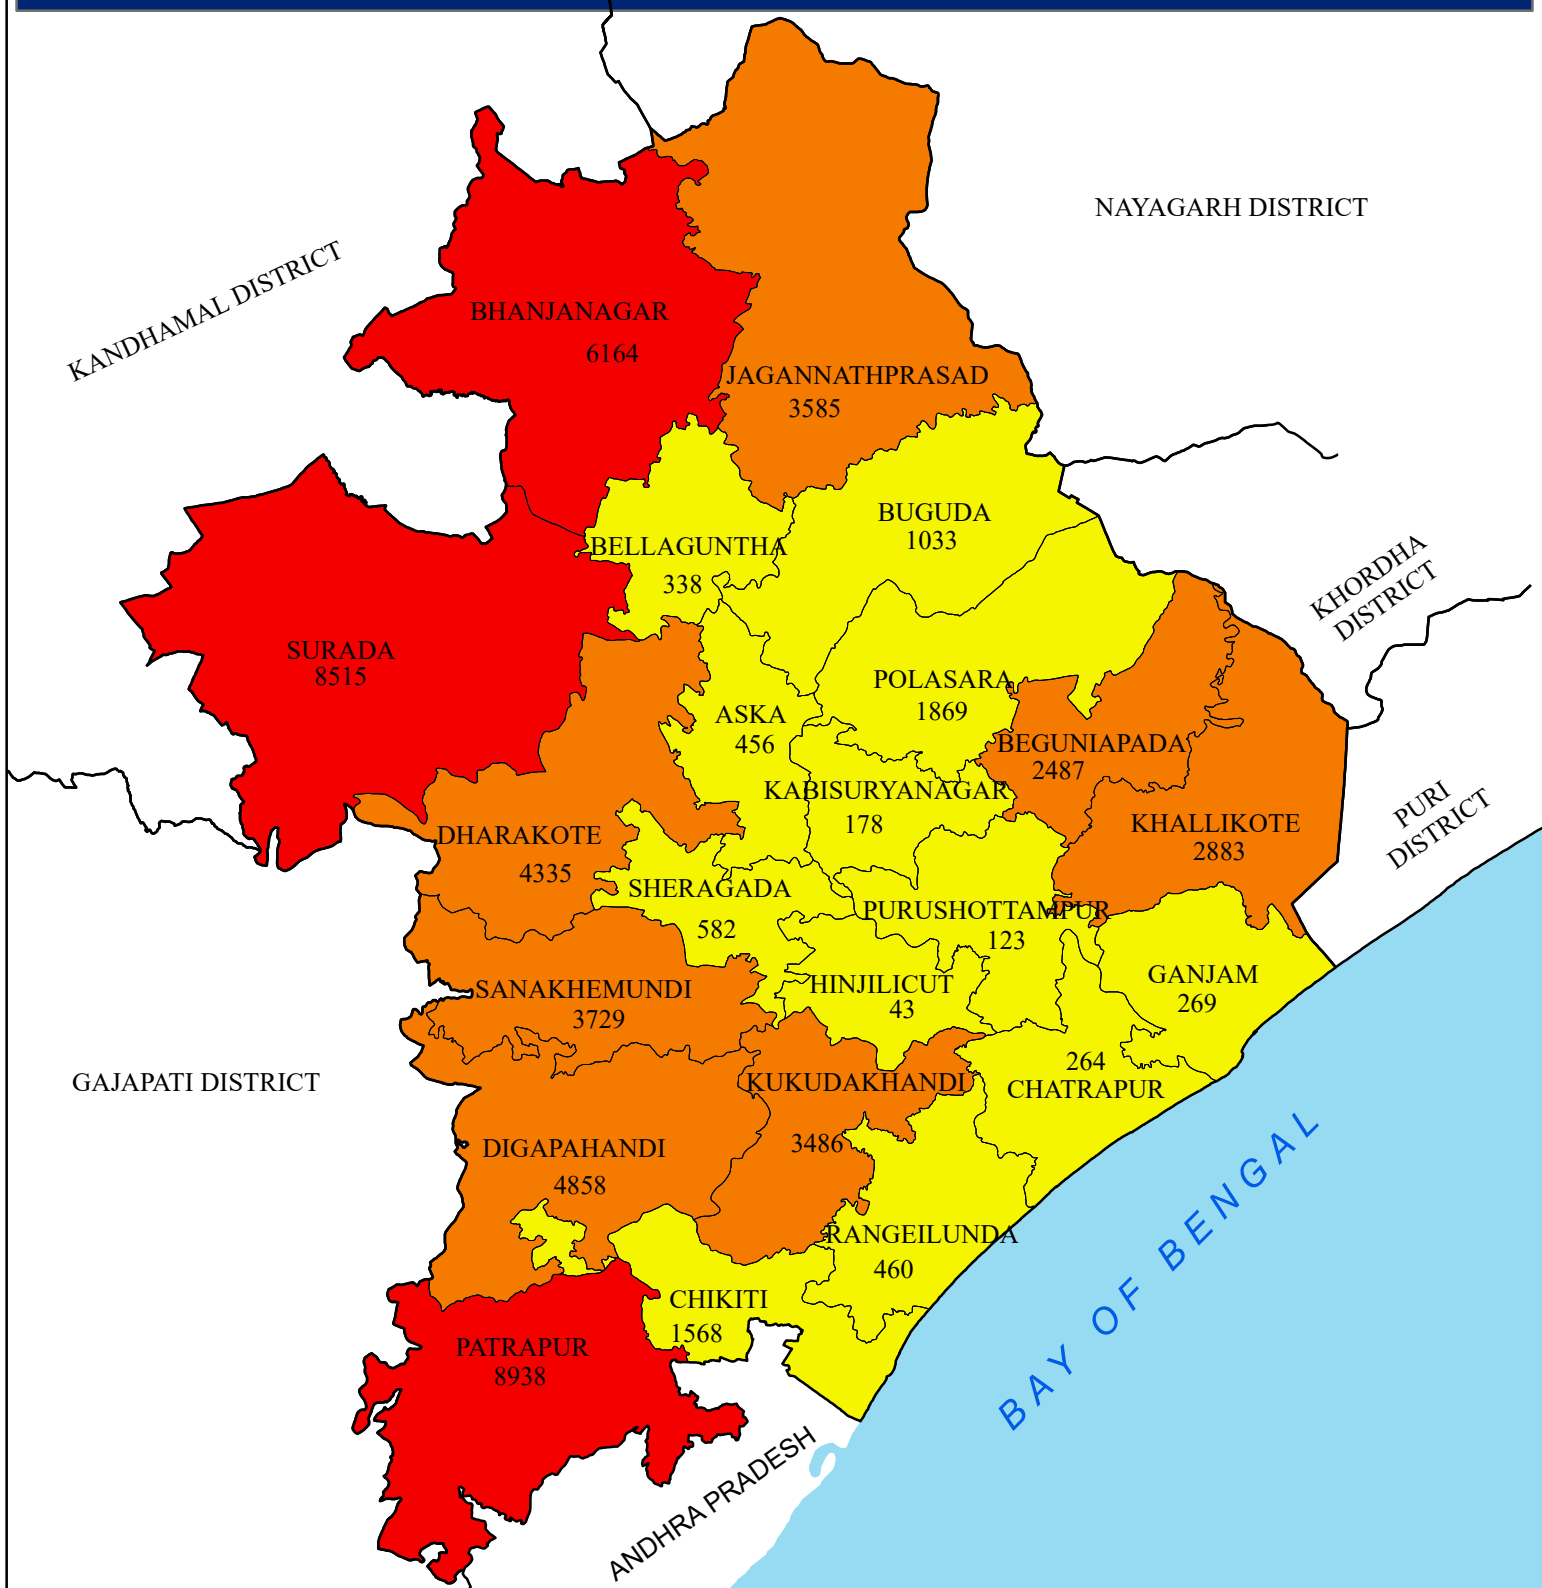 NAYAGARH DISTRICT
KANDHAMAL DISTRICT
BHANJANAGAR
6164
JAGANNATHPRASAD
3585
BUGUDA
1033
BELLAGUNTHA
338
KHORDHA
DISTRICT
SURADA
8515
POLASARA
1869
ASKA
456
BEGUNIAPADA
2487
KABISURYANAGAR
178
KHALLIKOTE
2883
PURI
DISTRICT
DHARAKOTE
4335
SHERAGADA
582
PURUSHOTTAMPUR
123
SANAKHEMUNDI
3729
HINJILICUT
43
GANJAM
269
GAJAPATI DISTRICT
KUKUDAKHANDI
3486
264
CHATRAPUR
DIGAPAHANDI
4858
RANGEILUNDA
460
CHIKITI
1568
PATRAPUR
8938
BAY OF BENGAL
ANDHRA PRADESH